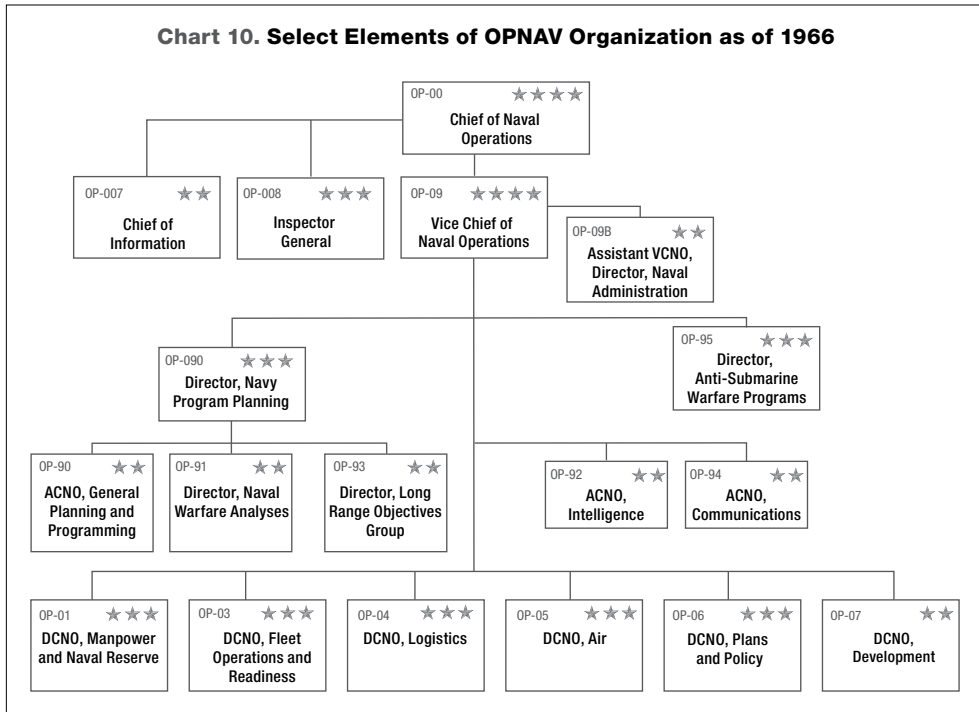 Chart 10. Select Elements of OPNAV Organization as of 1966
OP-00
Chief of Naval
Operations
OP-007
Chief of
Information
OP-008
Inspector
General
OP-09
Vice Chief of
Naval Operations
OP-09B
Assistant VCNO,
Director, Naval
Administration
OP-090
Director, Navy
Program Planning
OP-95
Director,
Anti-Submarine
Warfare Programs
OP-90
ACNO, General
Planning and
Programming
OP-91
Director, Naval
Warfare Analyses
OP-93
Director, Long
Range Objectives
Group
OP-92
ACNO,
Intelligence
OP-94
ACNO,
Communications
OP-01
DCNO, Manpower
and Naval Reserve
OP-03
DCNO, Fleet
Operations and
Readiness
OP-04
DCNO, Logistics
OP-05
DCNO, Air
OP-06
DCNO, Plans
and Policy
OP-07
DCNO,
Development